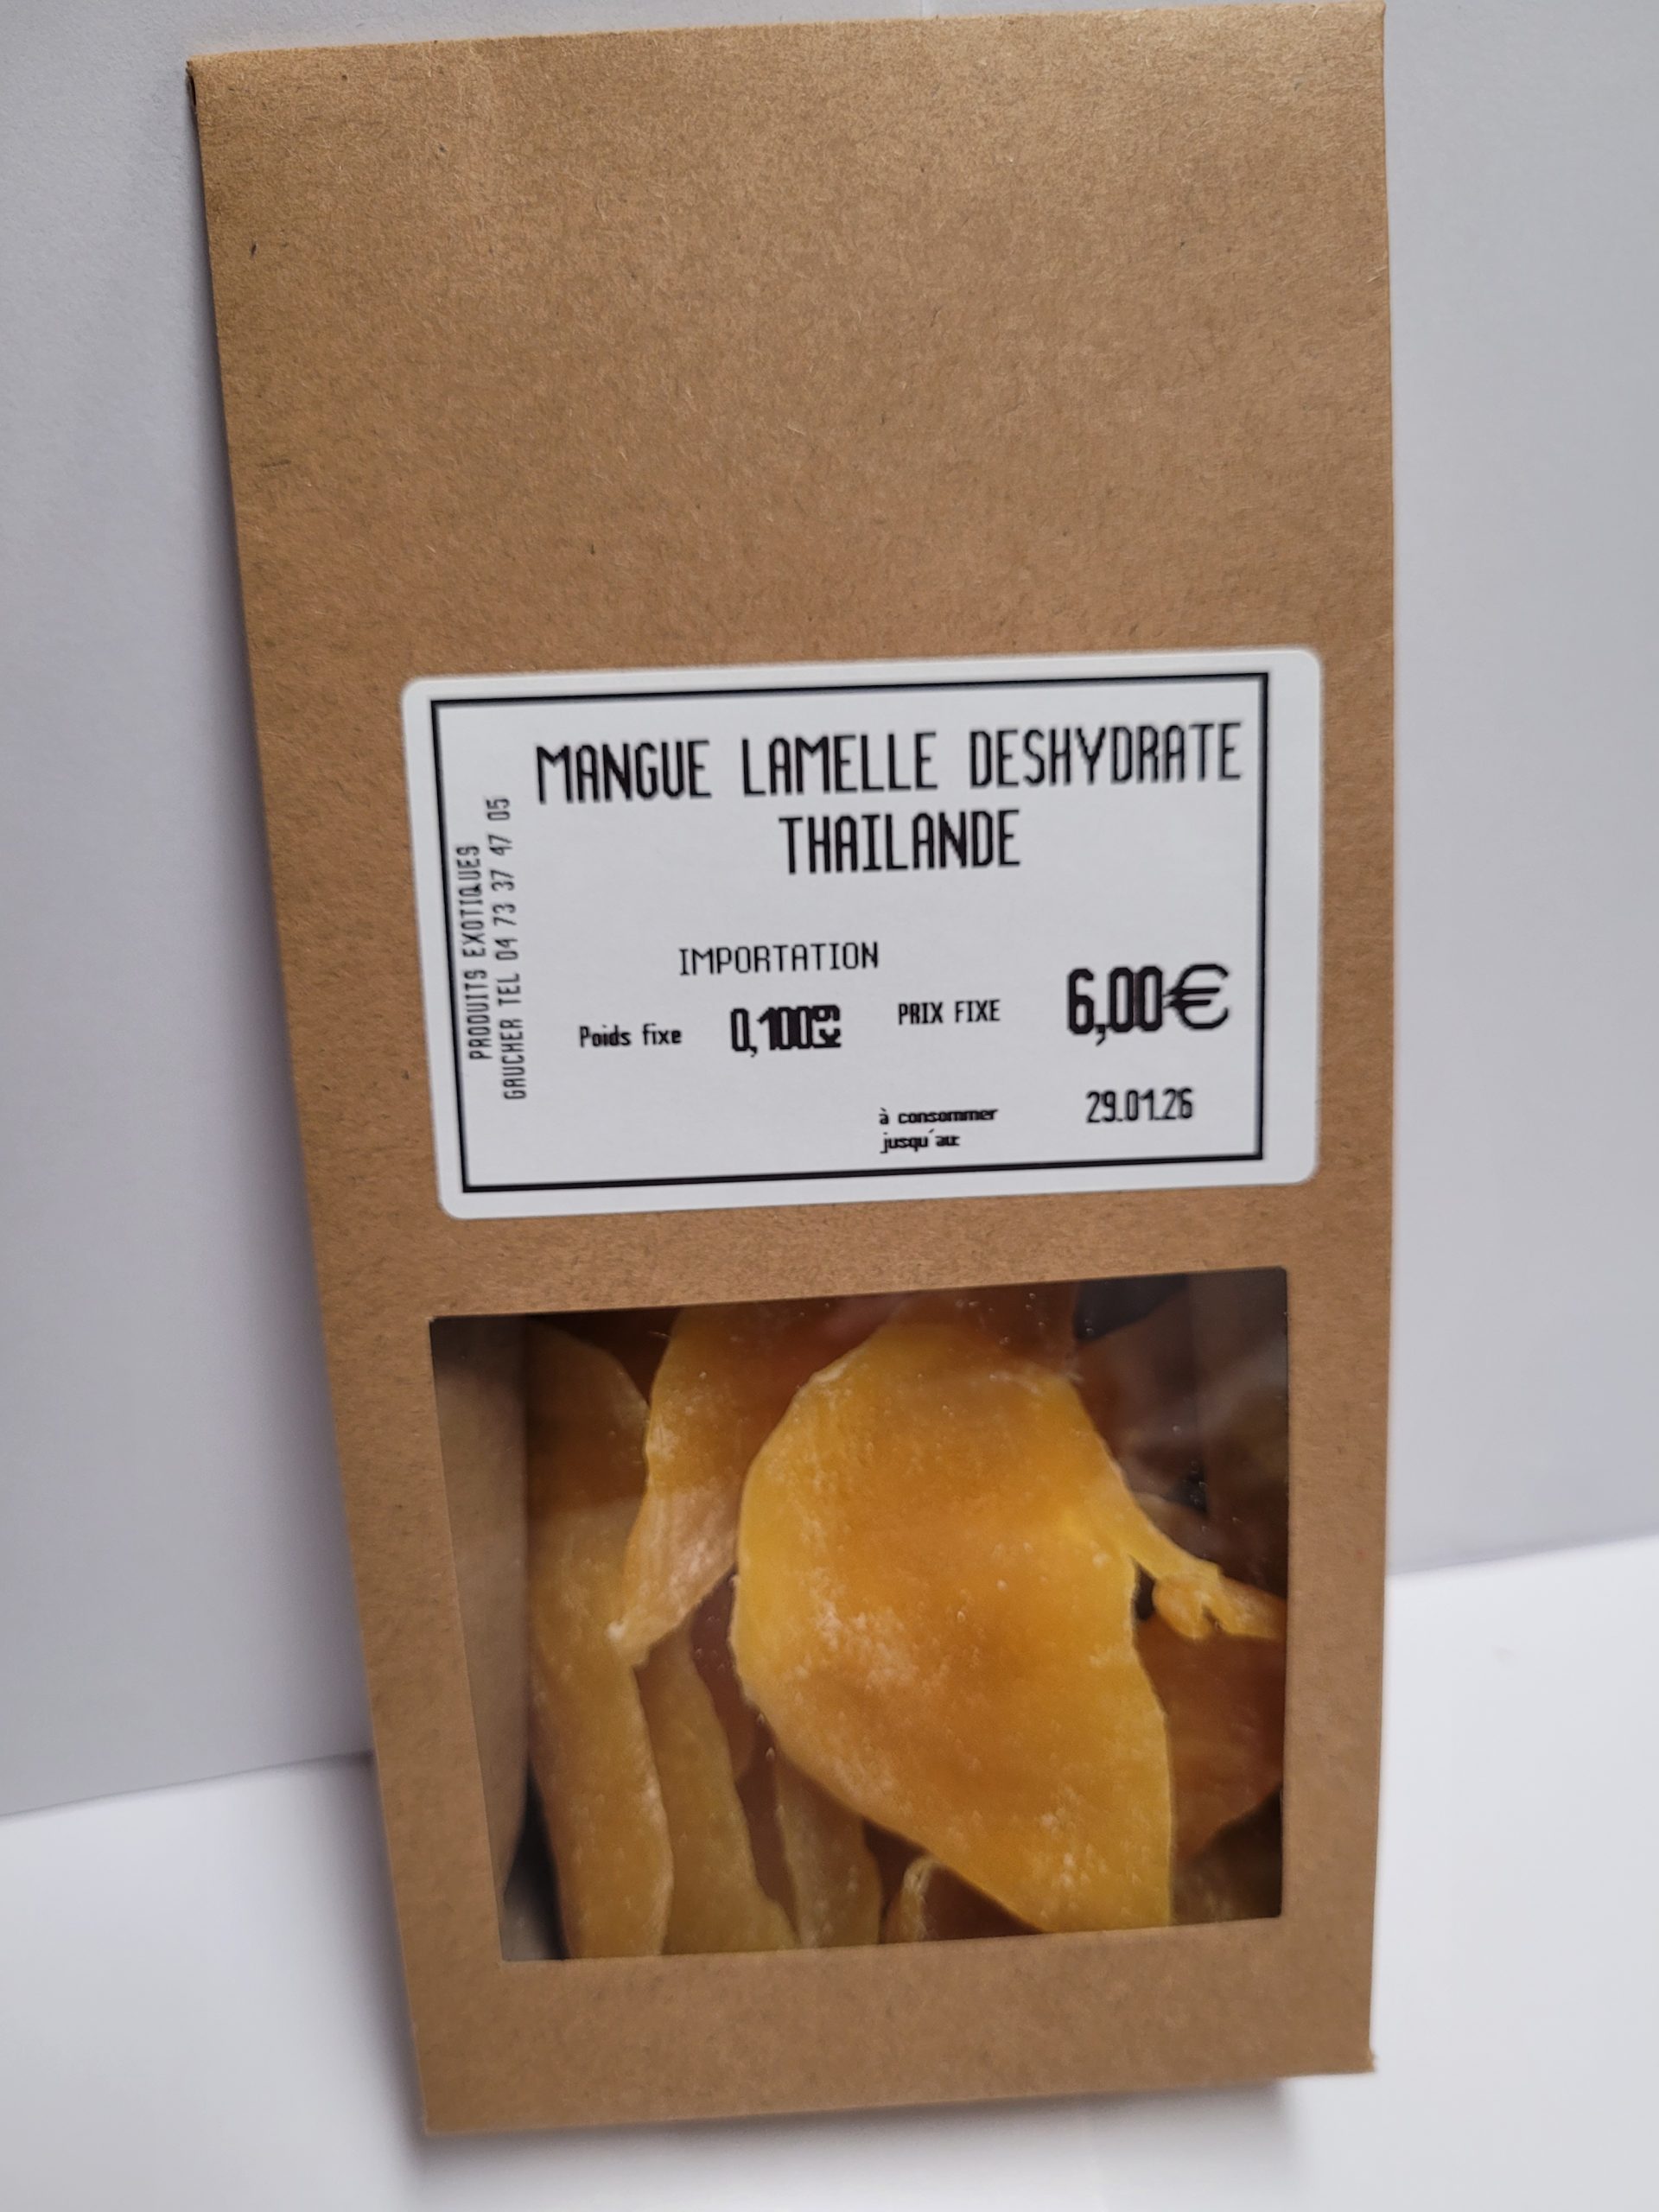 MANGUE LAMELLE DESHYDRATE
THAILANDE
PRODUITS EXOTIQUES
GAUCHER TEL 04 73 37 47 05
IMPORTATION
Poids fixe 0,100kg PRIX FIXE 6,00€
à consommer
jusqu'au: 29.01.26